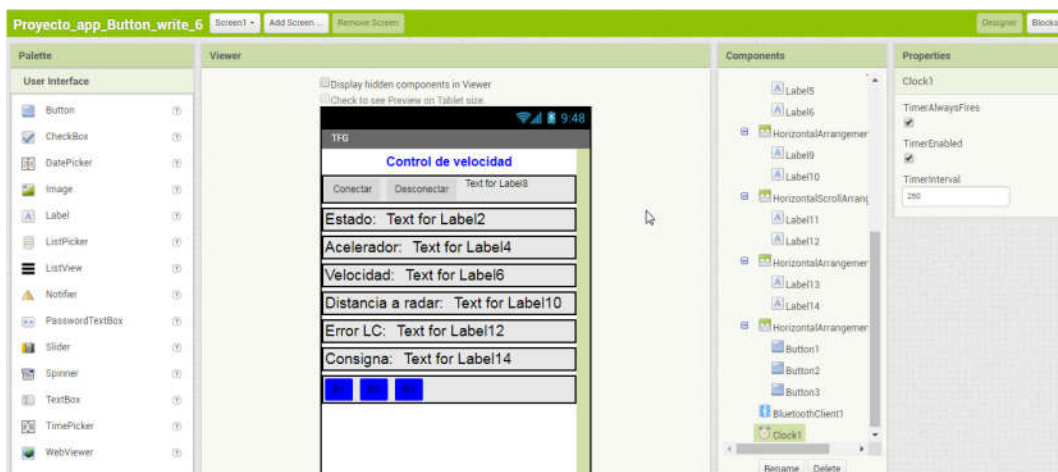 Proyecto_app_Button_write_6 Screen1 Add Screen ... Remove Screen Designer Blocks
Palette
User Interface
Button
CheckBox
DatePicker
Image
Label
ListPicker
ListView
Notifier
PasswordTextBox
Slider
Spinner
TextBox
TimePicker
WebViewer
Viewer
Display hidden components in Viewer
Check to see Preview on Tablet size.
9:48
TFG
Control de velocidad
Conectar Desconectar Text for Label8
Estado: Text for Label2
Acelerador: Text for Label4
Velocidad: Text for Label6
Distancia a radar: Text for Label10
Error LC: Text for Label12
Consigna: Text for Label14
Components
Label5
Label6
HorizontalArrangemer
Label9
Label10
HorizontalScrollArrang
Label11
Label12
HorizontalArrangemer
Label13
Label14
HorizontalArrangemer
Button1
Button2
Button3
BluetoothClient1
Clock1
Rename Delete
Properties
Clock1
TimerAlwaysFires
TimerEnabled
TimerInterval
250